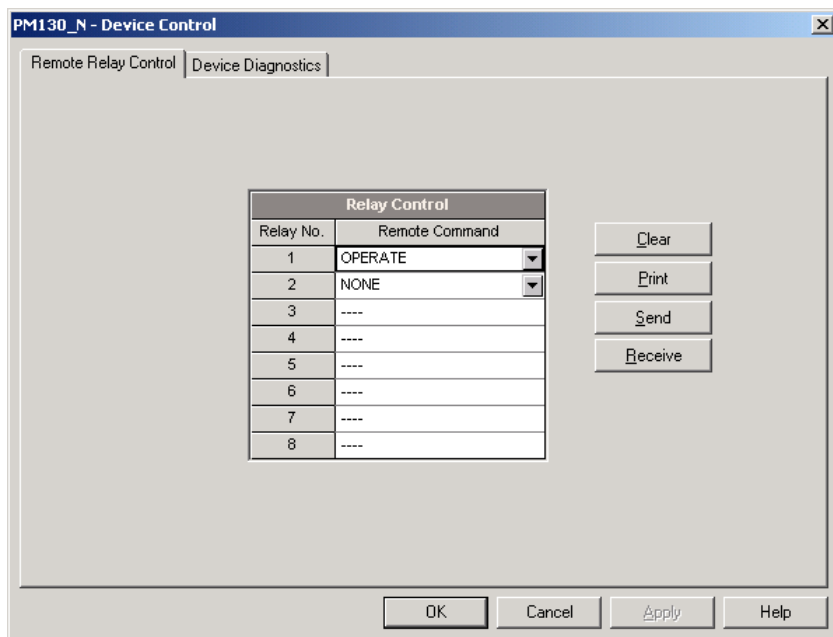 PM130_N - Device Control
Remote Relay Control
Device Diagnostics
Relay Control
Relay No. Remote Command
1 OPERATE
2 NONE
3 ----
4 ----
5 ----
6 ----
7 ----
8 ----
Clear
Print
Send
Receive
OK Cancel Apply Help